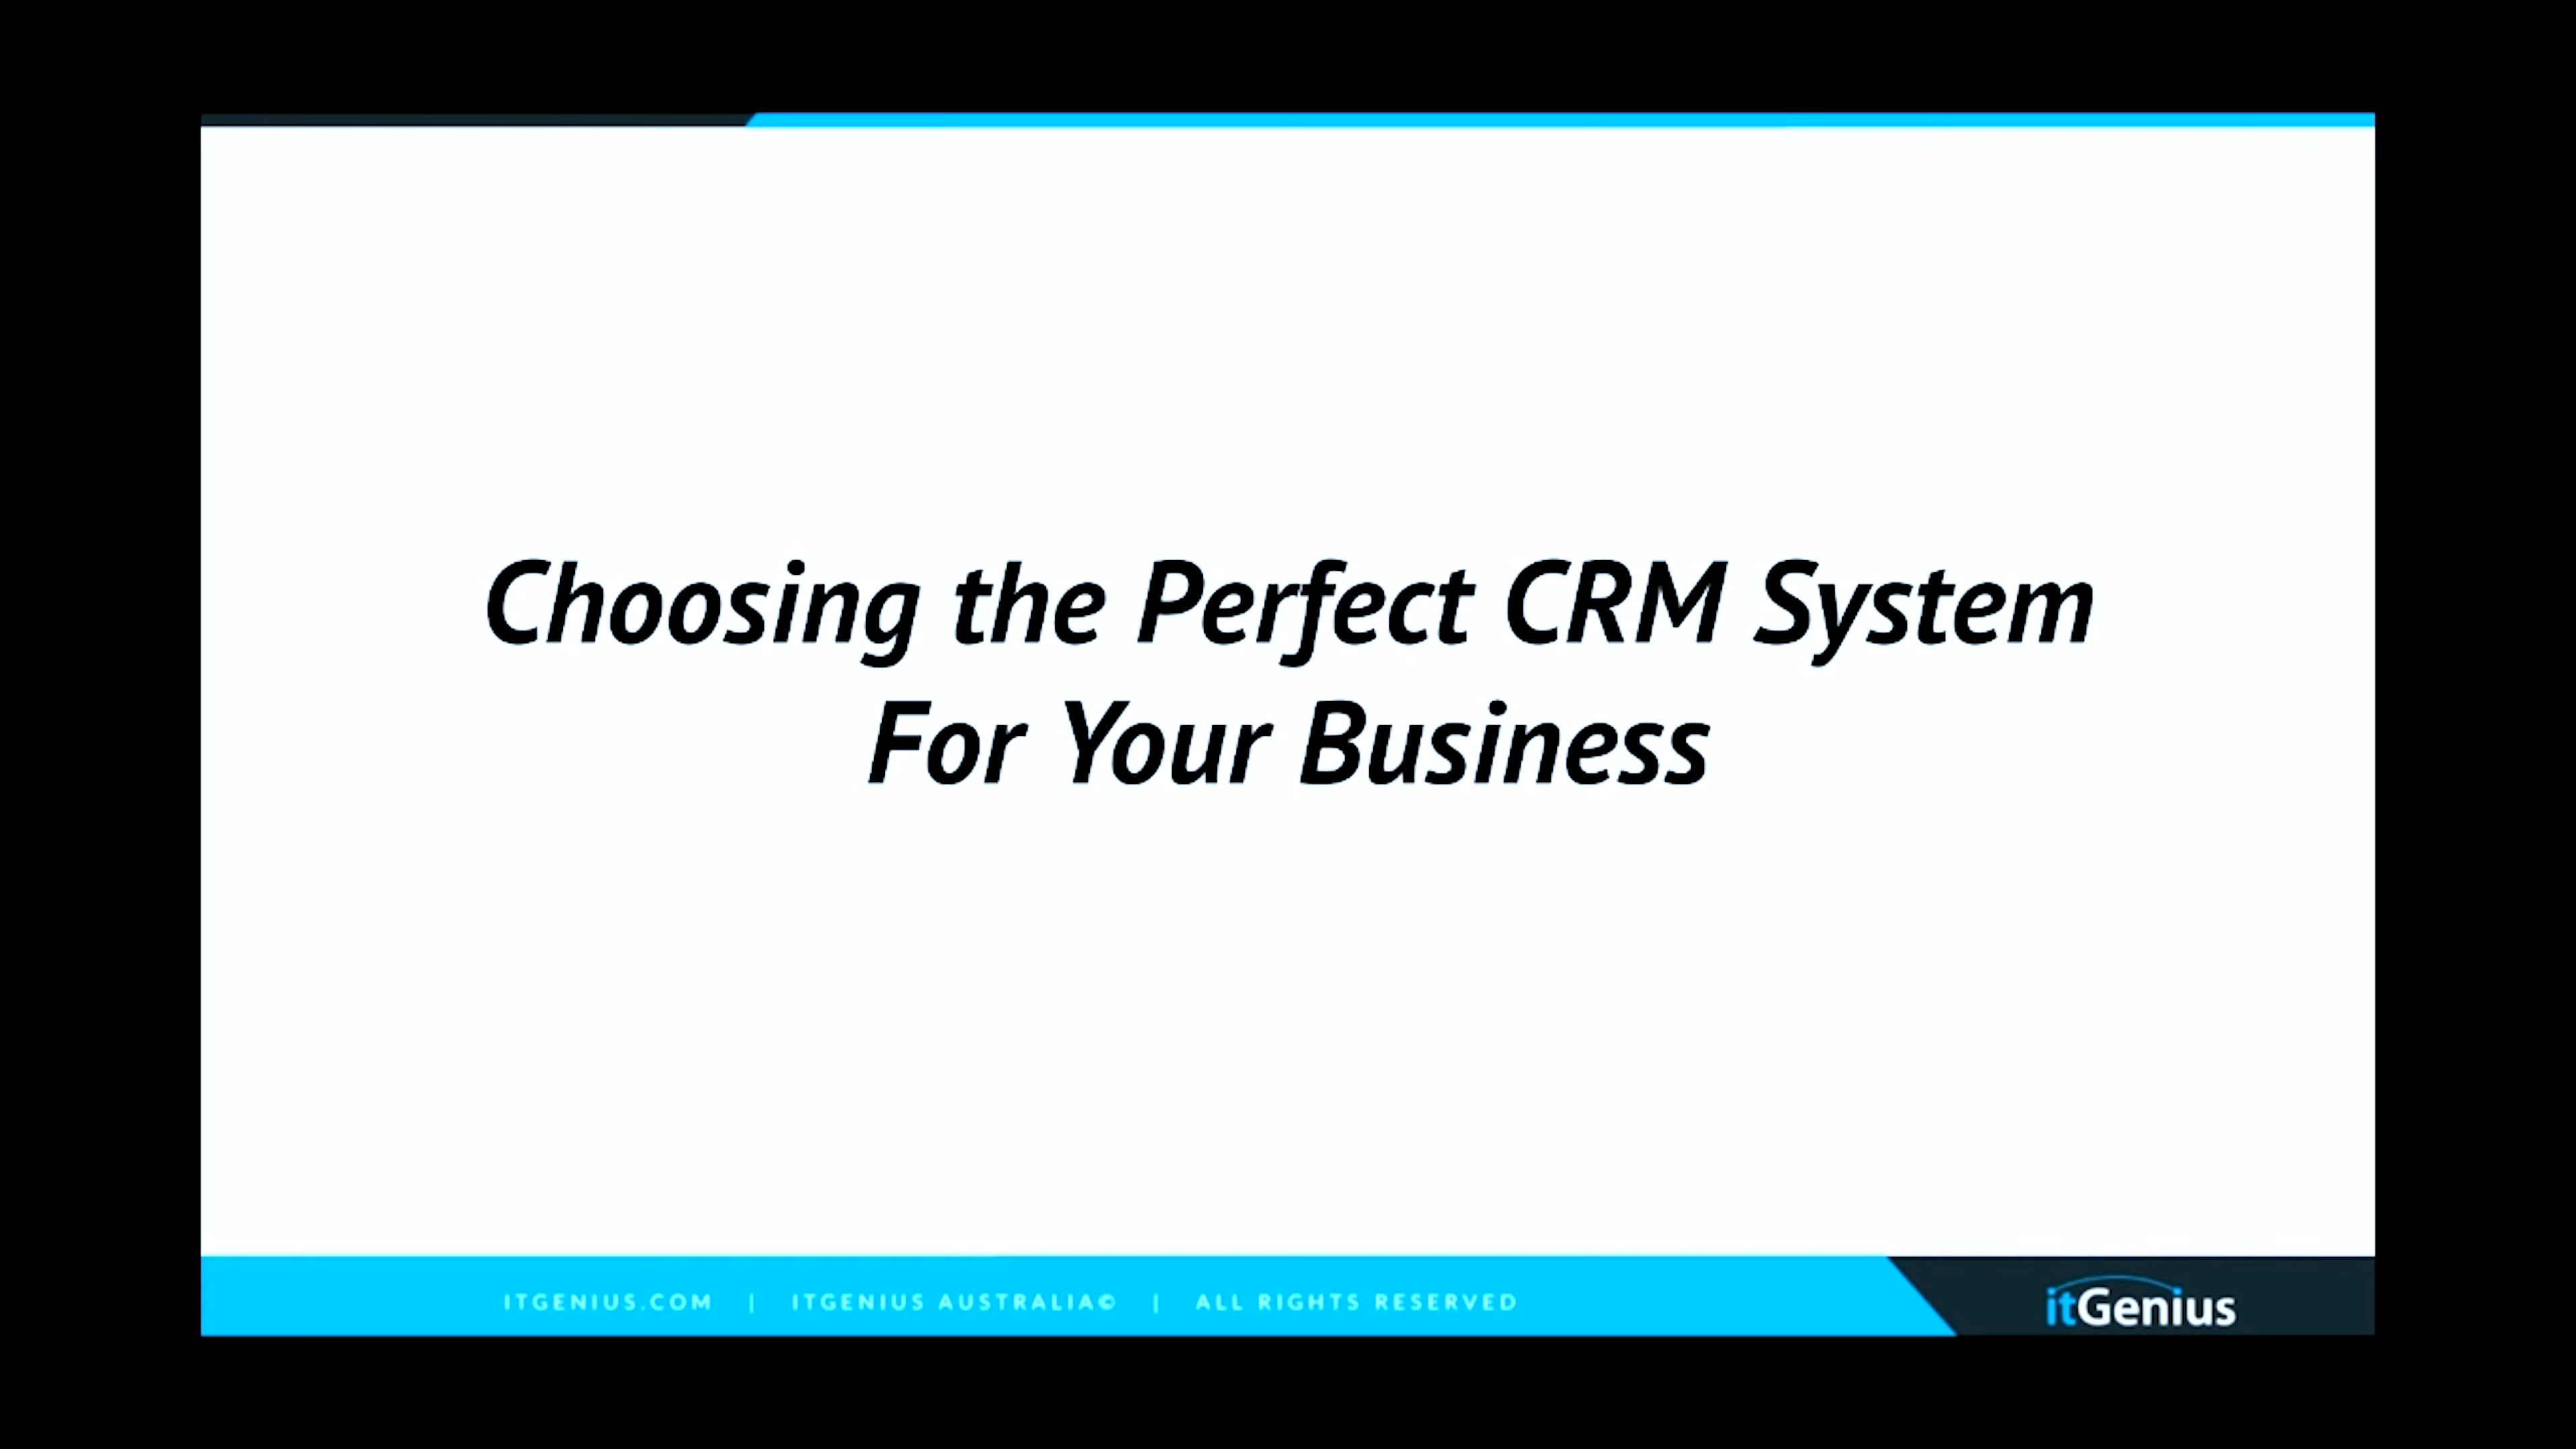 Choosing the Perfect CRM System
For Your Business
ITGENIUS.COM | ITGENIUS AUSTRALIA© | ALL RIGHTS RESERVED
itGenius